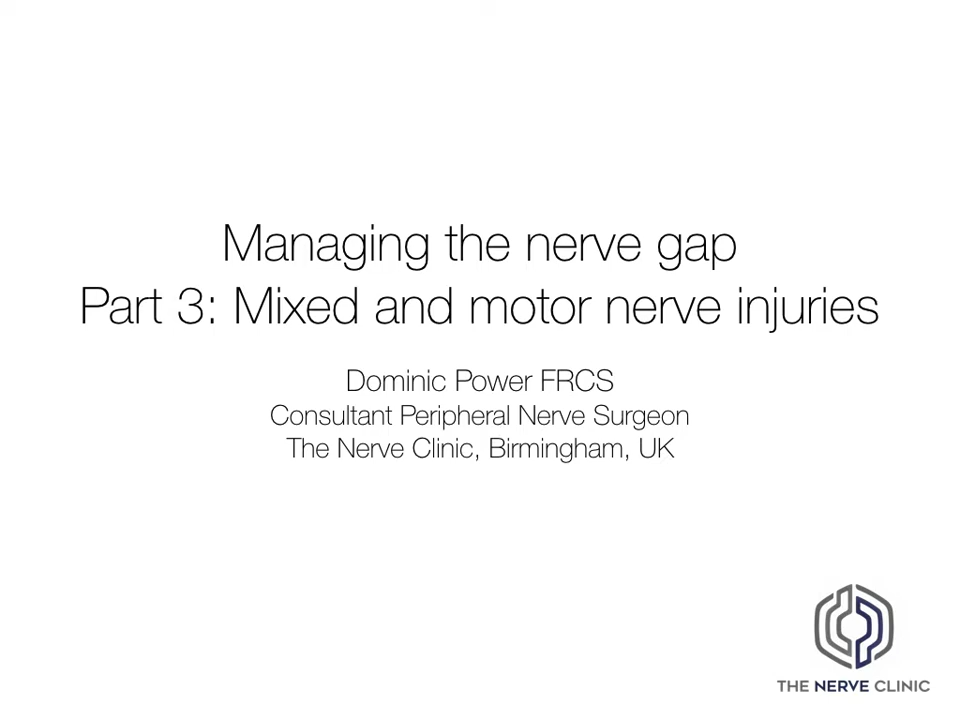 Managing the nerve gap
Part 3: Mixed and motor nerve injuries
Dominic Power FRCS
Consultant Peripheral Nerve Surgeon
The Nerve Clinic, Birmingham, UK
THE NERVE CLINIC